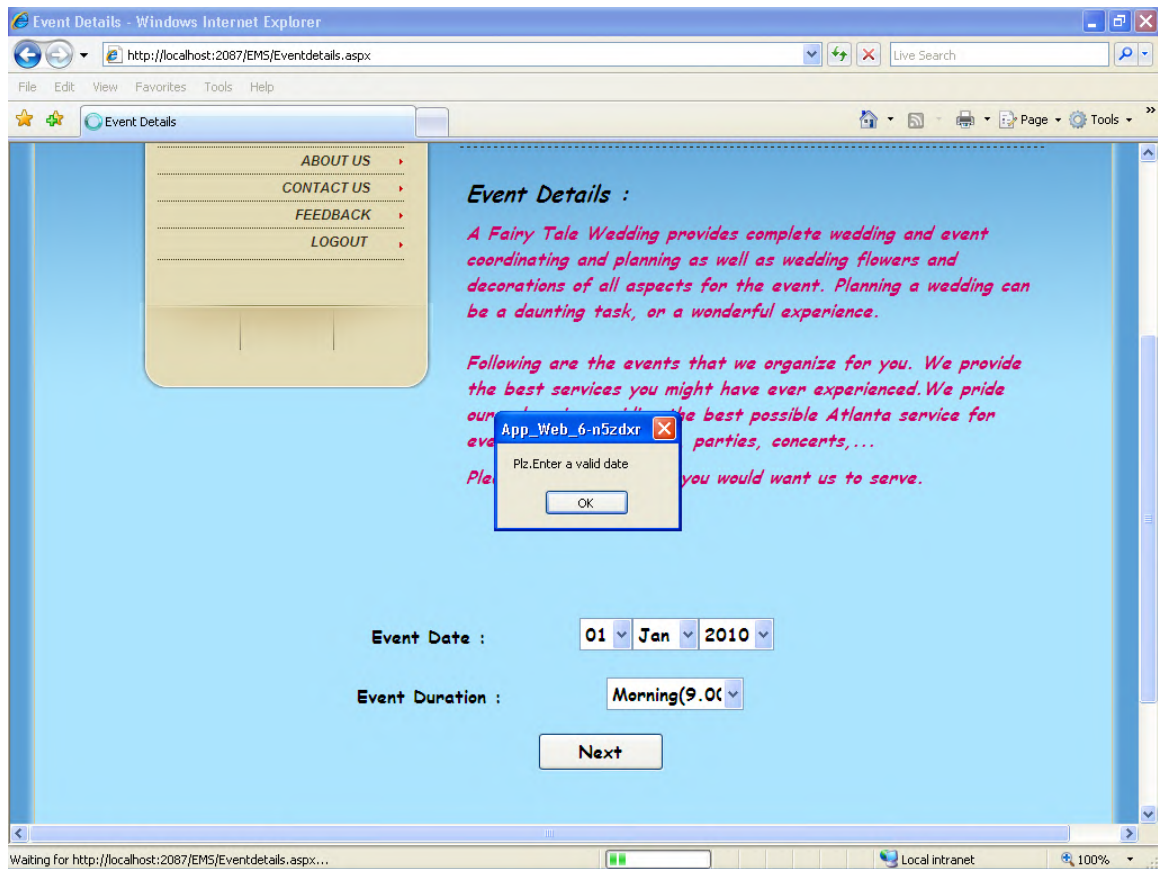 Event Details - Windows Internet Explorer
http://localhost:2087/EMS/Eventdetails.aspx
Live Search
File Edit View Favorites Tools Help
Event Details
Page Tools
ABOUT US
CONTACT US
FEEDBACK
LOGOUT
Event Details :
A Fairy Tale Wedding provides complete wedding and event
coordinating and planning as well as wedding flowers and
decorations of all aspects for the event. Planning a wedding can
be a daunting task, or a wonderful experience.
Following are the events that we organize for you. We provide
the best services you might have ever experienced.We pride
best possible Atlanta service for
parties, concerts,...
you would want us to serve.
App_Web_6-n5zdxr
Plz.Enter a valid date
OK
Event Date : 01 Jan 2010
Event Duration : Morning(9.0
Next
Waiting for http://localhost:2087/EMS/Eventdetails.aspx...
Local intranet
100%